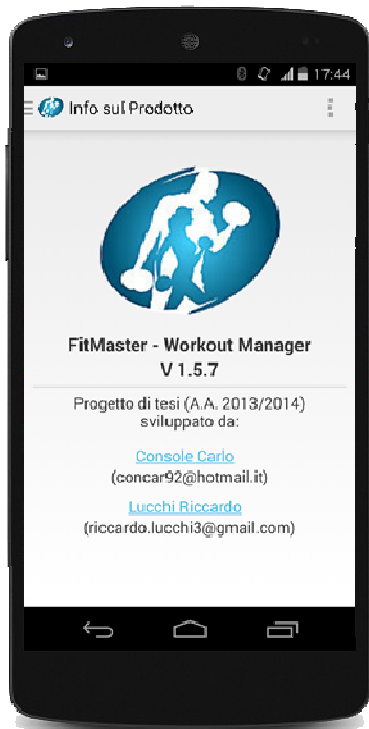 17:44
Info sul Prodotto
FitMaster - Workout Manager
V 1.5.7
Progetto di tesi (A.A. 2013/2014)
sviluppato da:
Console Carlo
(concar92@hotmail.it)
Lucchi Riccardo
(riccardo.lucchi3@gmail.com)